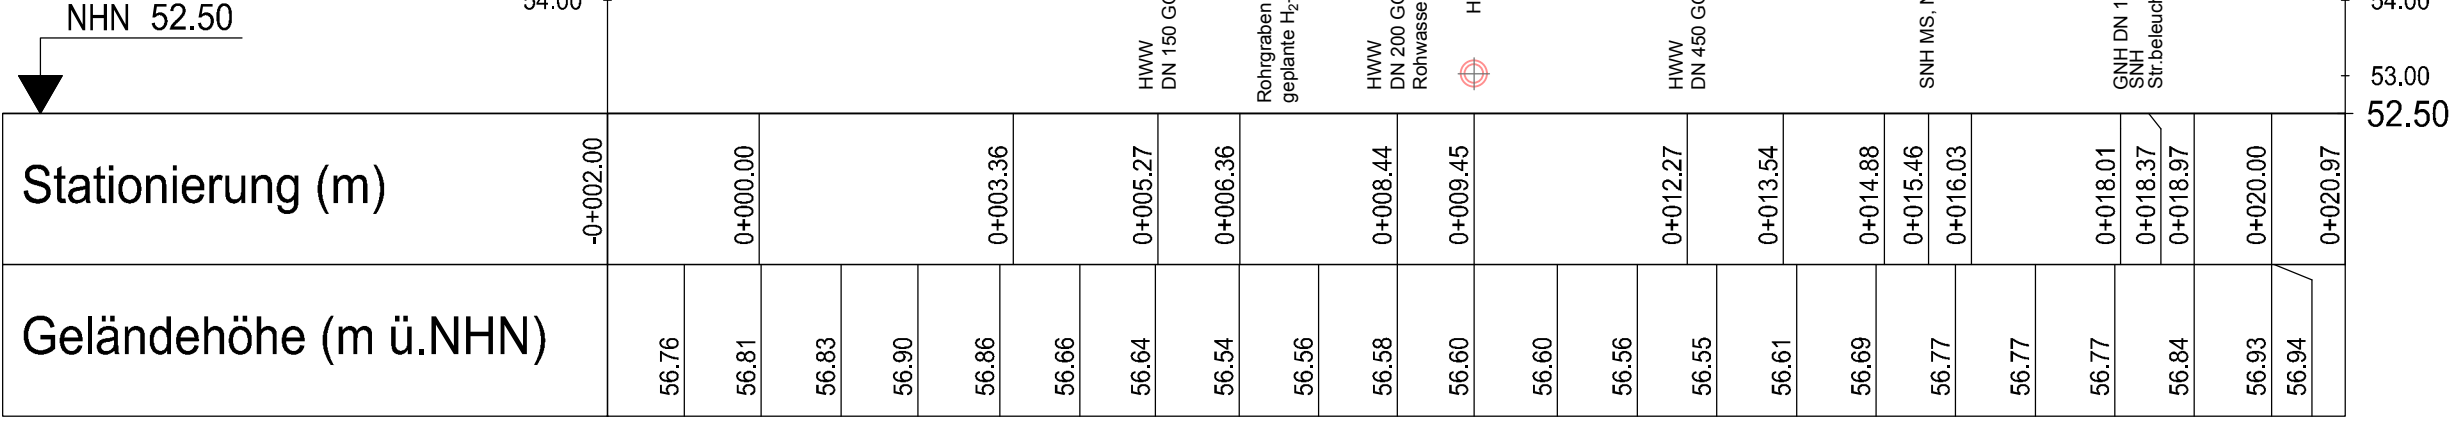 NHN 52.50
54.00
HWW
DN 150
Rohrgraben
geplante H₂-
HWW
DN 200
Rohwasse
H
HWW
DN 450
SNH MS,
GNH DN 1
SNH
Str.beleuch
54.00
53.00
52.50
Stationierung (m)
-0+002.00
0+000.00
0+003.36
0+005.27
0+006.36
0+008.44
0+009.45
0+012.27
0+013.54
0+014.88
0+015.46
0+016.03
0+018.01
0+018.37
0+018.97
0+020.00
0+020.97
Geländehöhe (m ü.NHN)
56.76
56.81
56.83
56.90
56.86
56.66
56.64
56.54
56.56
56.58
56.60
56.60
56.56
56.55
56.61
56.69
56.77
56.77
56.77
56.84
56.93
56.94